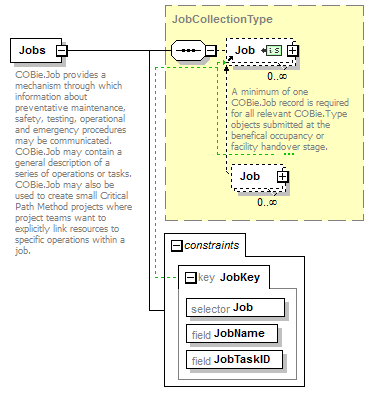 JobCollectionType
Jobs
COBie.Job provides a
mechanism through which
information about
preventative maintenance,
safety, testing, operational
and emergency procedures
may be communicated.
COBie.Job may contain a
general description of a
series of operations or tasks.
COBie.Job may also be
used to create small Critical
Path Method projects where
project teams want to
explicitly link resources to
specific operations within a
job.
Job is
0..∞
A minimum of one
COBie.Job record is required
for all relevant COBie.Type
objects submitted at the
benefical occupancy or
facility handover stage.
Job
0..∞
constraints
key JobKey
selector Job
field JobName
field JobTaskID